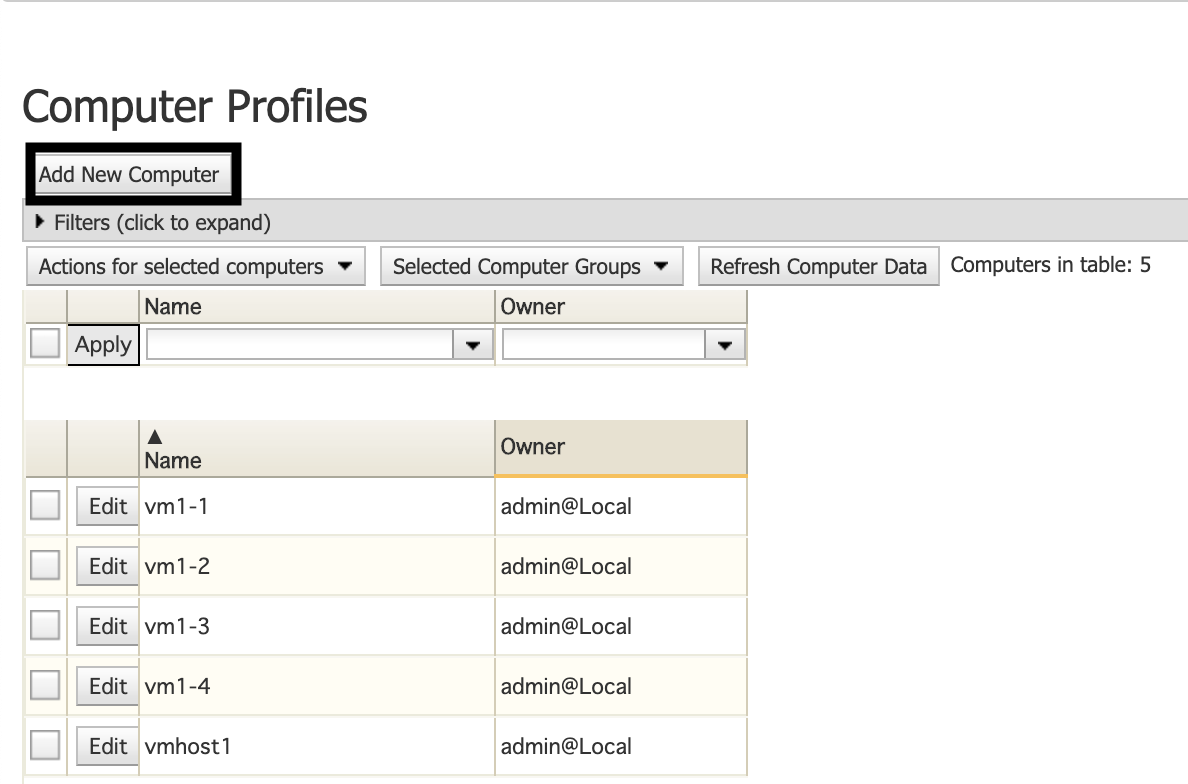 Computer Profiles
Add New Computer
Filters (click to expand)
Actions for selected computers Selected Computer Groups Refresh Computer Data Computers in table: 5
Name Owner
Apply
Name Owner
Edit vm1-1 admin@Local
Edit vm1-2 admin@Local
Edit vm1-3 admin@Local
Edit vm1-4 admin@Local
Edit vmhost1 admin@Local